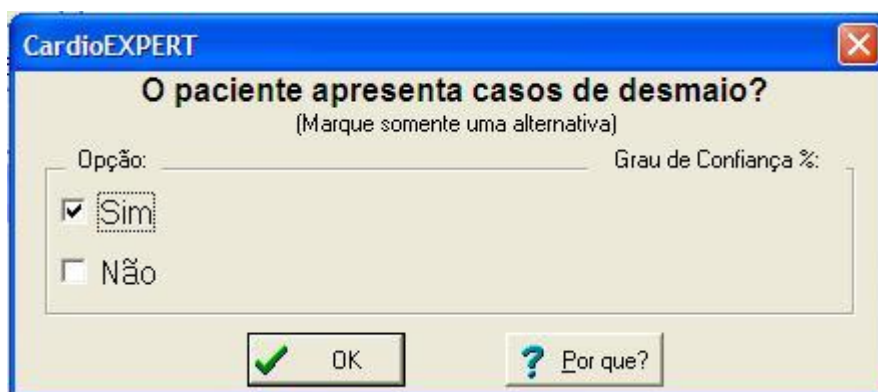 CardioEXPERT
O paciente apresenta casos de desmaio?
(Marque somente uma alternativa)
Opção: Grau de Confiança %:
Sim
Não
OK Por que?